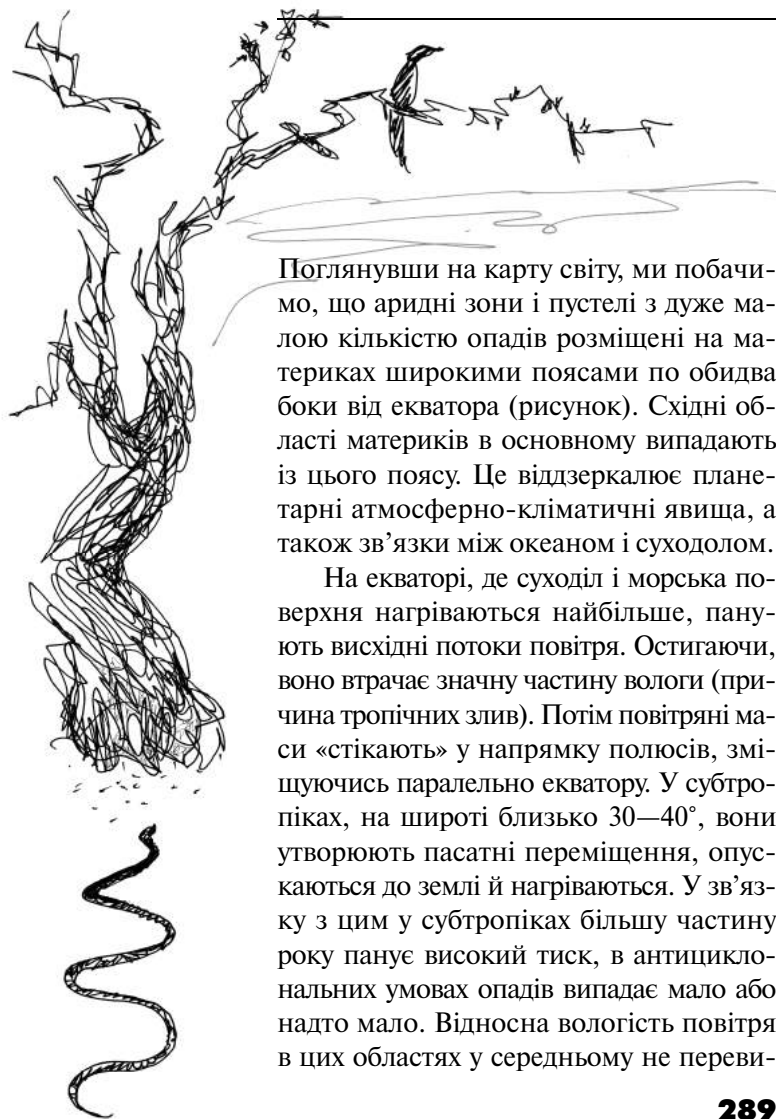 Поглянувши на карту світу, ми побачи-
мо, що аридні зони і пустелі з дуже ма-
лою кількістю опадів розміщені на ма-
териках широкими поясами по обидва
боки від екватора (рисунок). Східні об-
ласті материків в основному випадають
із цього поясу. Це віддзеркалює плане-
тарні атмосферно-кліматичні явища, а
також зв’язки між океаном і суходолом.
На екваторі, де суходіл і морська по-
верхня нагріваються найбільше, пану-
ють висхідні потоки повітря. Остигаючи,
воно втрачає значну частину вологи (при-
чина тропічних злив). Потім повітряні ма-
си «стікають» у напрямку полюсів, змі-
щуючись паралельно екватору. У субтро-
піках, на широті близько 30—40°, вони
утворюють пасатні переміщення, опус-
каються до землі й нагріваються. У зв’яз-
ку з цим у субтропіках більшу частину
року панує високий тиск, в антицикло-
нальних умовах опадів випадає мало або
надто мало. Відносна вологість повітря
в цих областях у середньому не переви-
289